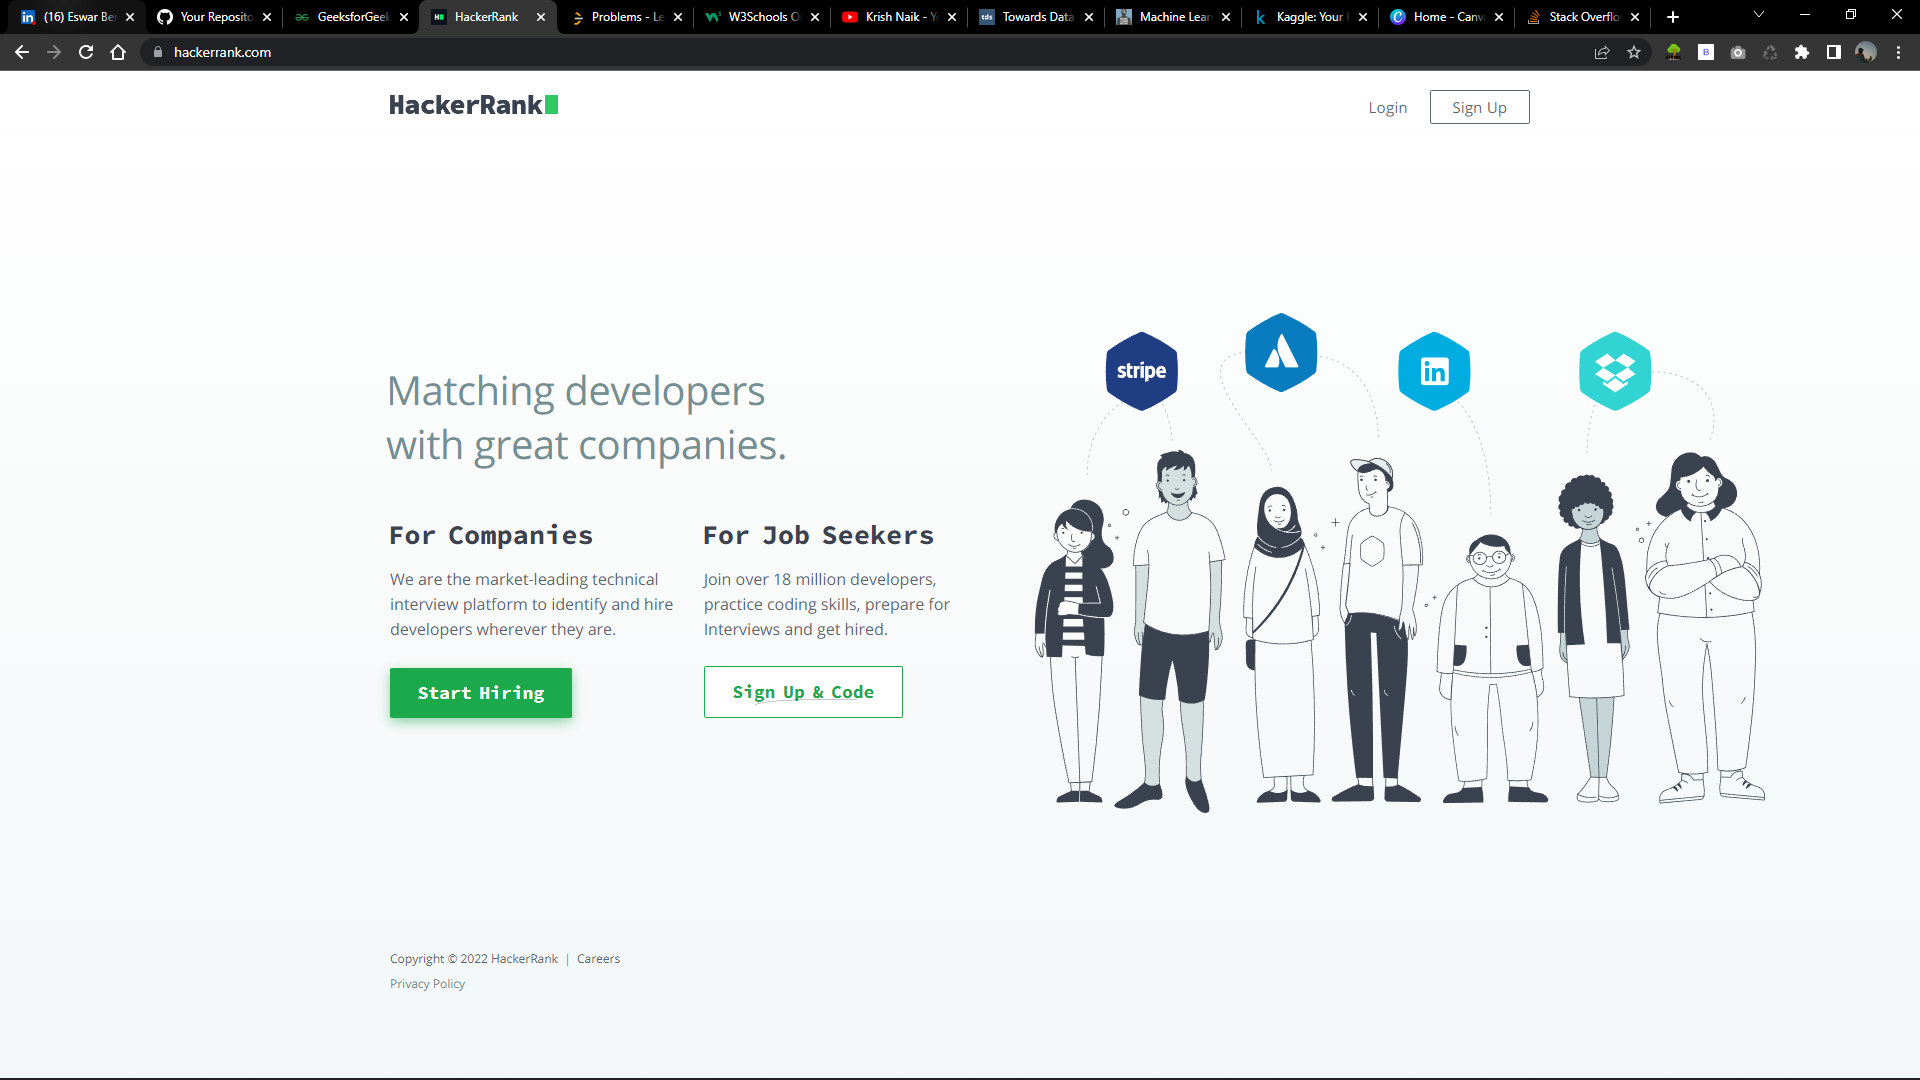 (16) Eswar Be
Your Reposito
GeeksforGeek
HackerRank
Problems - Le
W3Schools O
Krish Naik - Y
Towards Data
Machine Lear
Kaggle: Your
Home - Canv
Stack Overflo
hackerrank.com
HackerRank
Login
Sign Up
stripe
in
Matching developers
with great companies.
For Companies
We are the market-leading technical
interview platform to identify and hire
developers wherever they are.
Start Hiring
For Job Seekers
Join over 18 million developers,
practice coding skills, prepare for
Interviews and get hired.
Sign Up & Code
Copyright © 2022 HackerRank | Careers
Privacy Policy